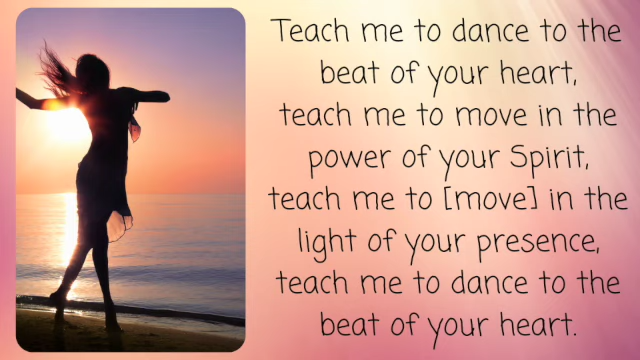 Teach me to dance to the
beat of your heart,
teach me to move in the
power of your Spirit,
teach me to [move] in the
light of your presence,
teach me to dance to the
beat of your heart.